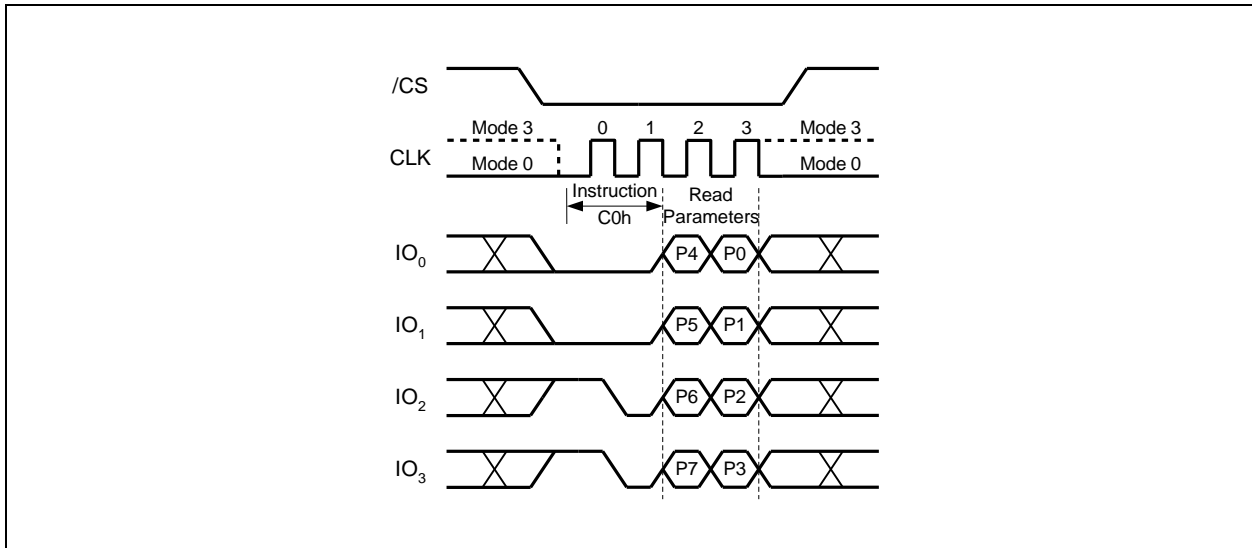 /CS
Mode 3 0 1 2 3 Mode 3
CLK Mode 0 Mode 0
Instruction Read
C0h Parameters
IO0 P4 P0
IO1 P5 P1
IO2 P6 P2
IO3 P7 P3